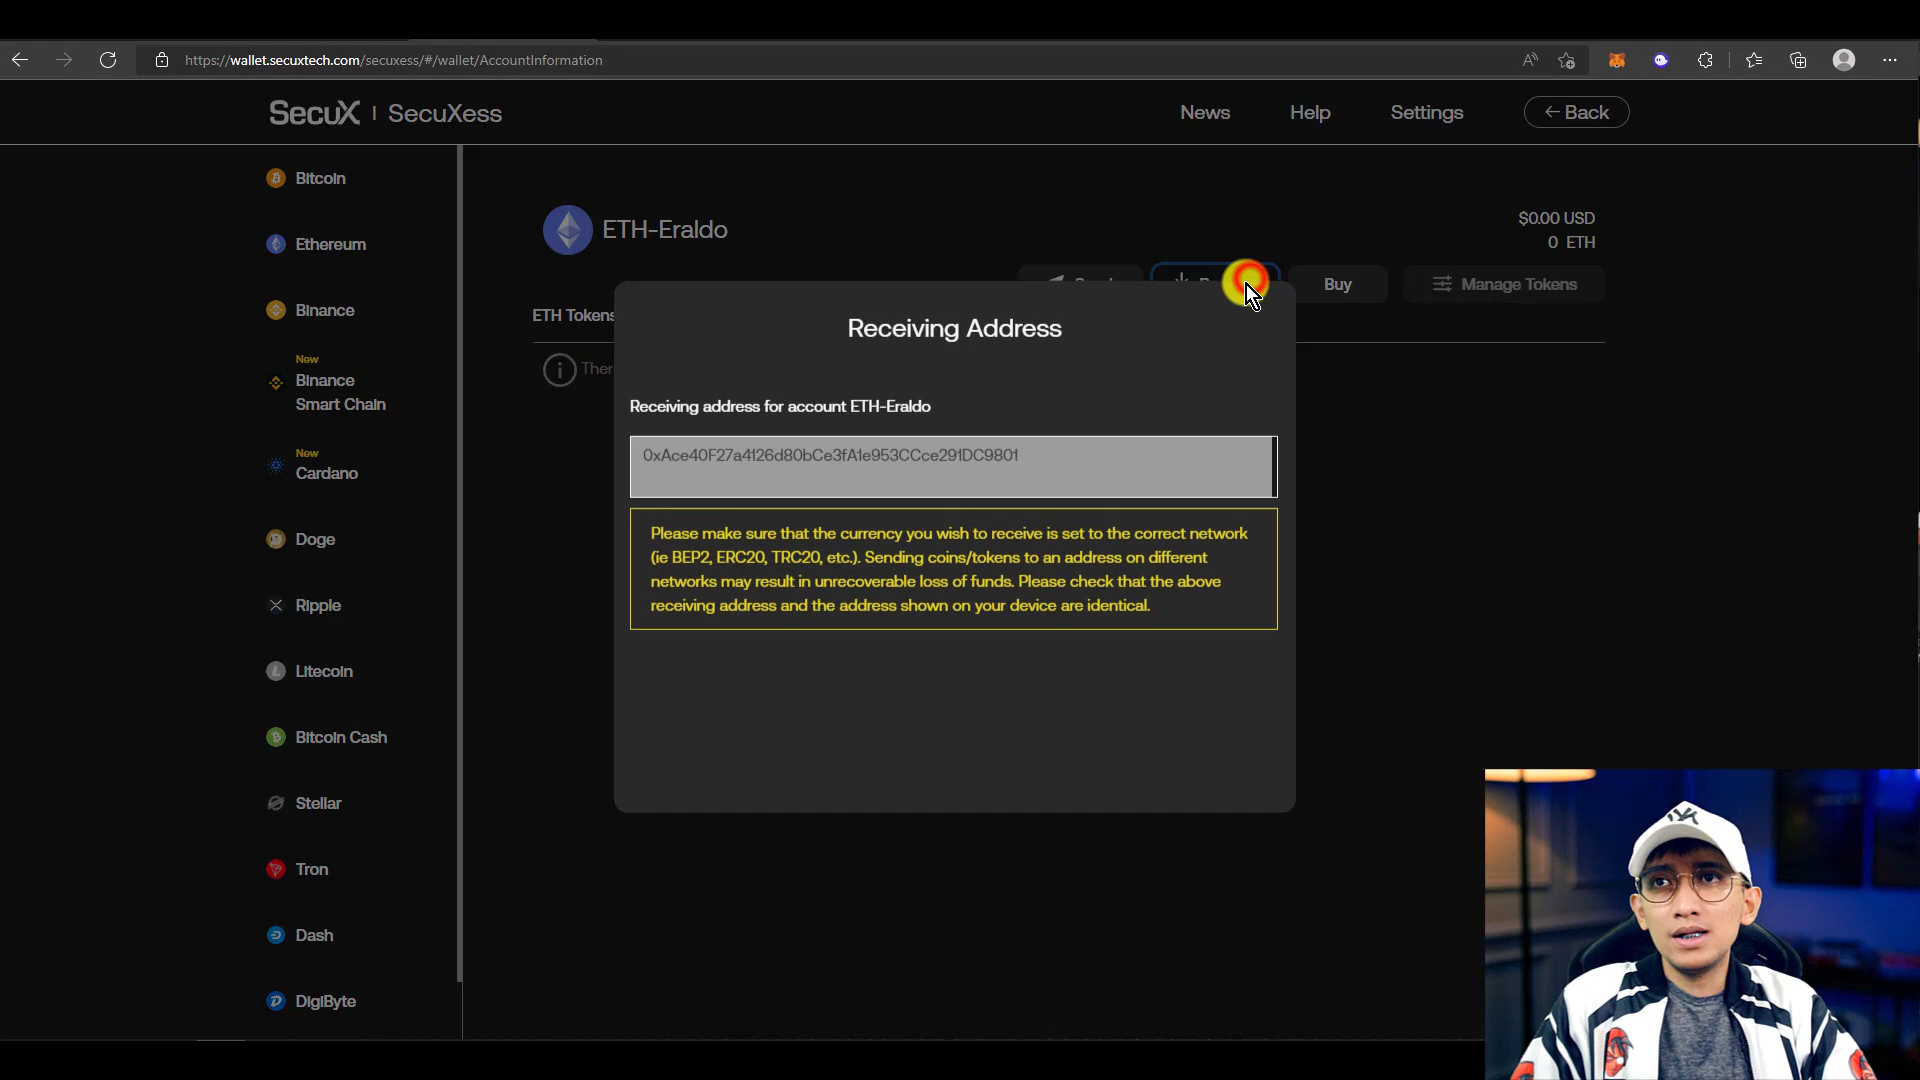 https://wallet.secuxtech.com/secuxess/#/wallet/AccountInformation
SecuX | SecuXess
News
Help
Settings
← Back
Bitcoin
Ethereum
Binance
New
Binance
Smart Chain
New
Cardano
Doge
Ripple
Litecoin
Bitcoin Cash
Stellar
Tron
Dash
DigiByte
ETH-Eraldo
$0.00 USD
0 ETH
Buy
Manage Tokens
ETH Tokens
Receiving Address
Receiving address for account ETH-Eraldo
0xAce40F27a4126d80bCe3fA1e953CCce291DC9801
Please make sure that the currency you wish to receive is set to the correct network
(ie BEP2, ERC20, TRC20, etc.). Sending coins/tokens to an address on different
networks may result in unrecoverable loss of funds. Please check that the above
receiving address and the address shown on your device are identical.